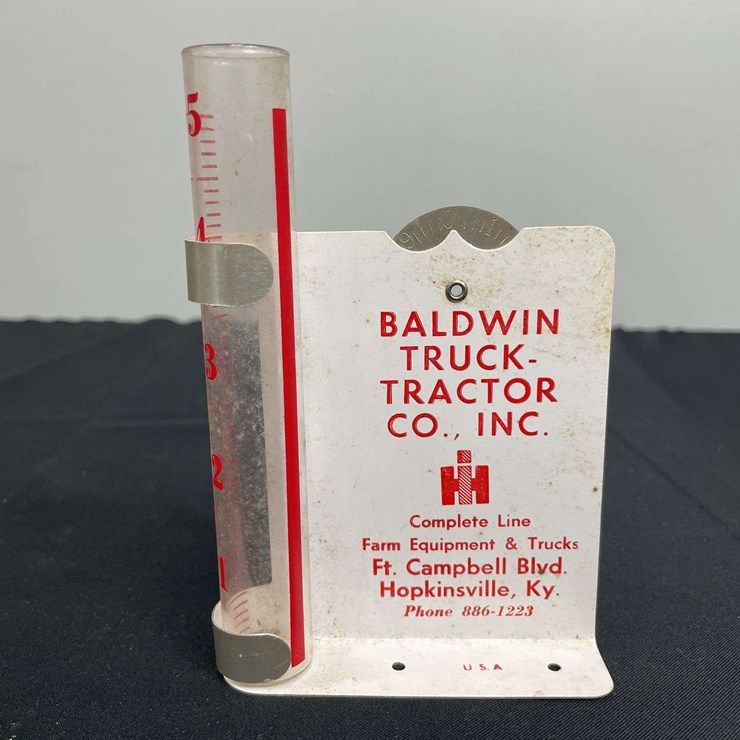 5
4
3
2
1
BALDWIN
TRUCK-
TRACTOR
CO., INC.
IH
Complete Line
Farm Equipment & Trucks
Ft. Campbell Blvd.
Hopkinsville, Ky.
Phone 886-1223
U S A